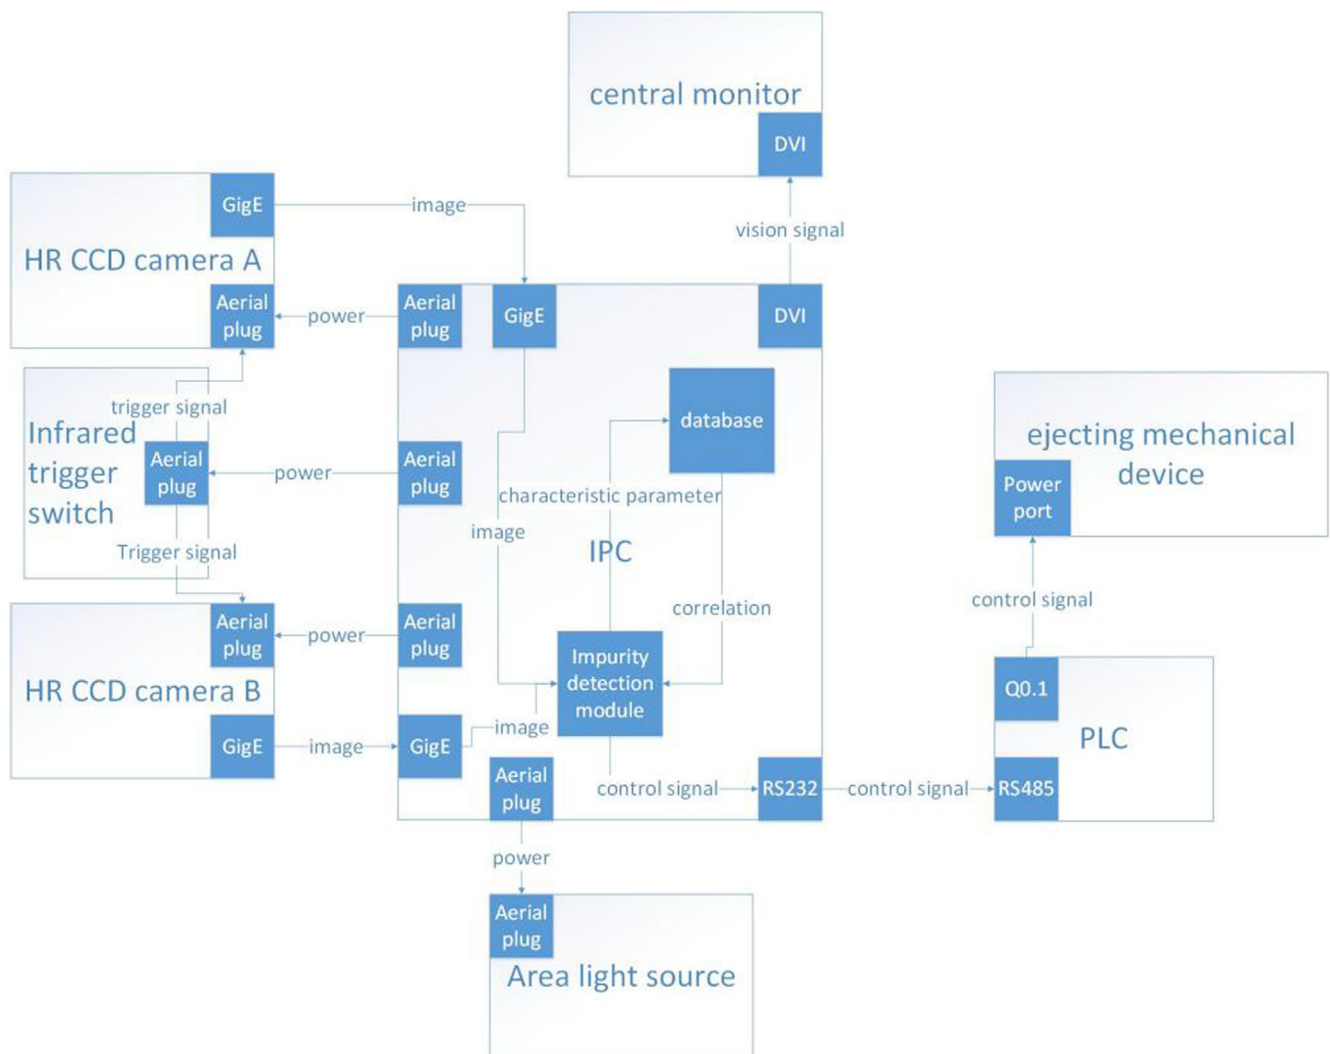 central monitor
DVI
vision signal
GigE
image
HR CCD camera A
Aerial
plug
power
Aerial
plug
GigE
DVI
trigger signal
Infrared
trigger
switch
Aerial
plug
power
Aerial
plug
Trigger signal
database
characteristic parameter
image
IPC
correlation
ejecting mechanical
device
Power
port
control signal
Aerial
plug
power
Aerial
plug
HR CCD camera B
GigE
image
GigE
image
Impurity
detection
module
Q0.1
PLC
Aerial
plug
control signal
RS232
control signal
RS485
power
Aerial
plug
Area light source